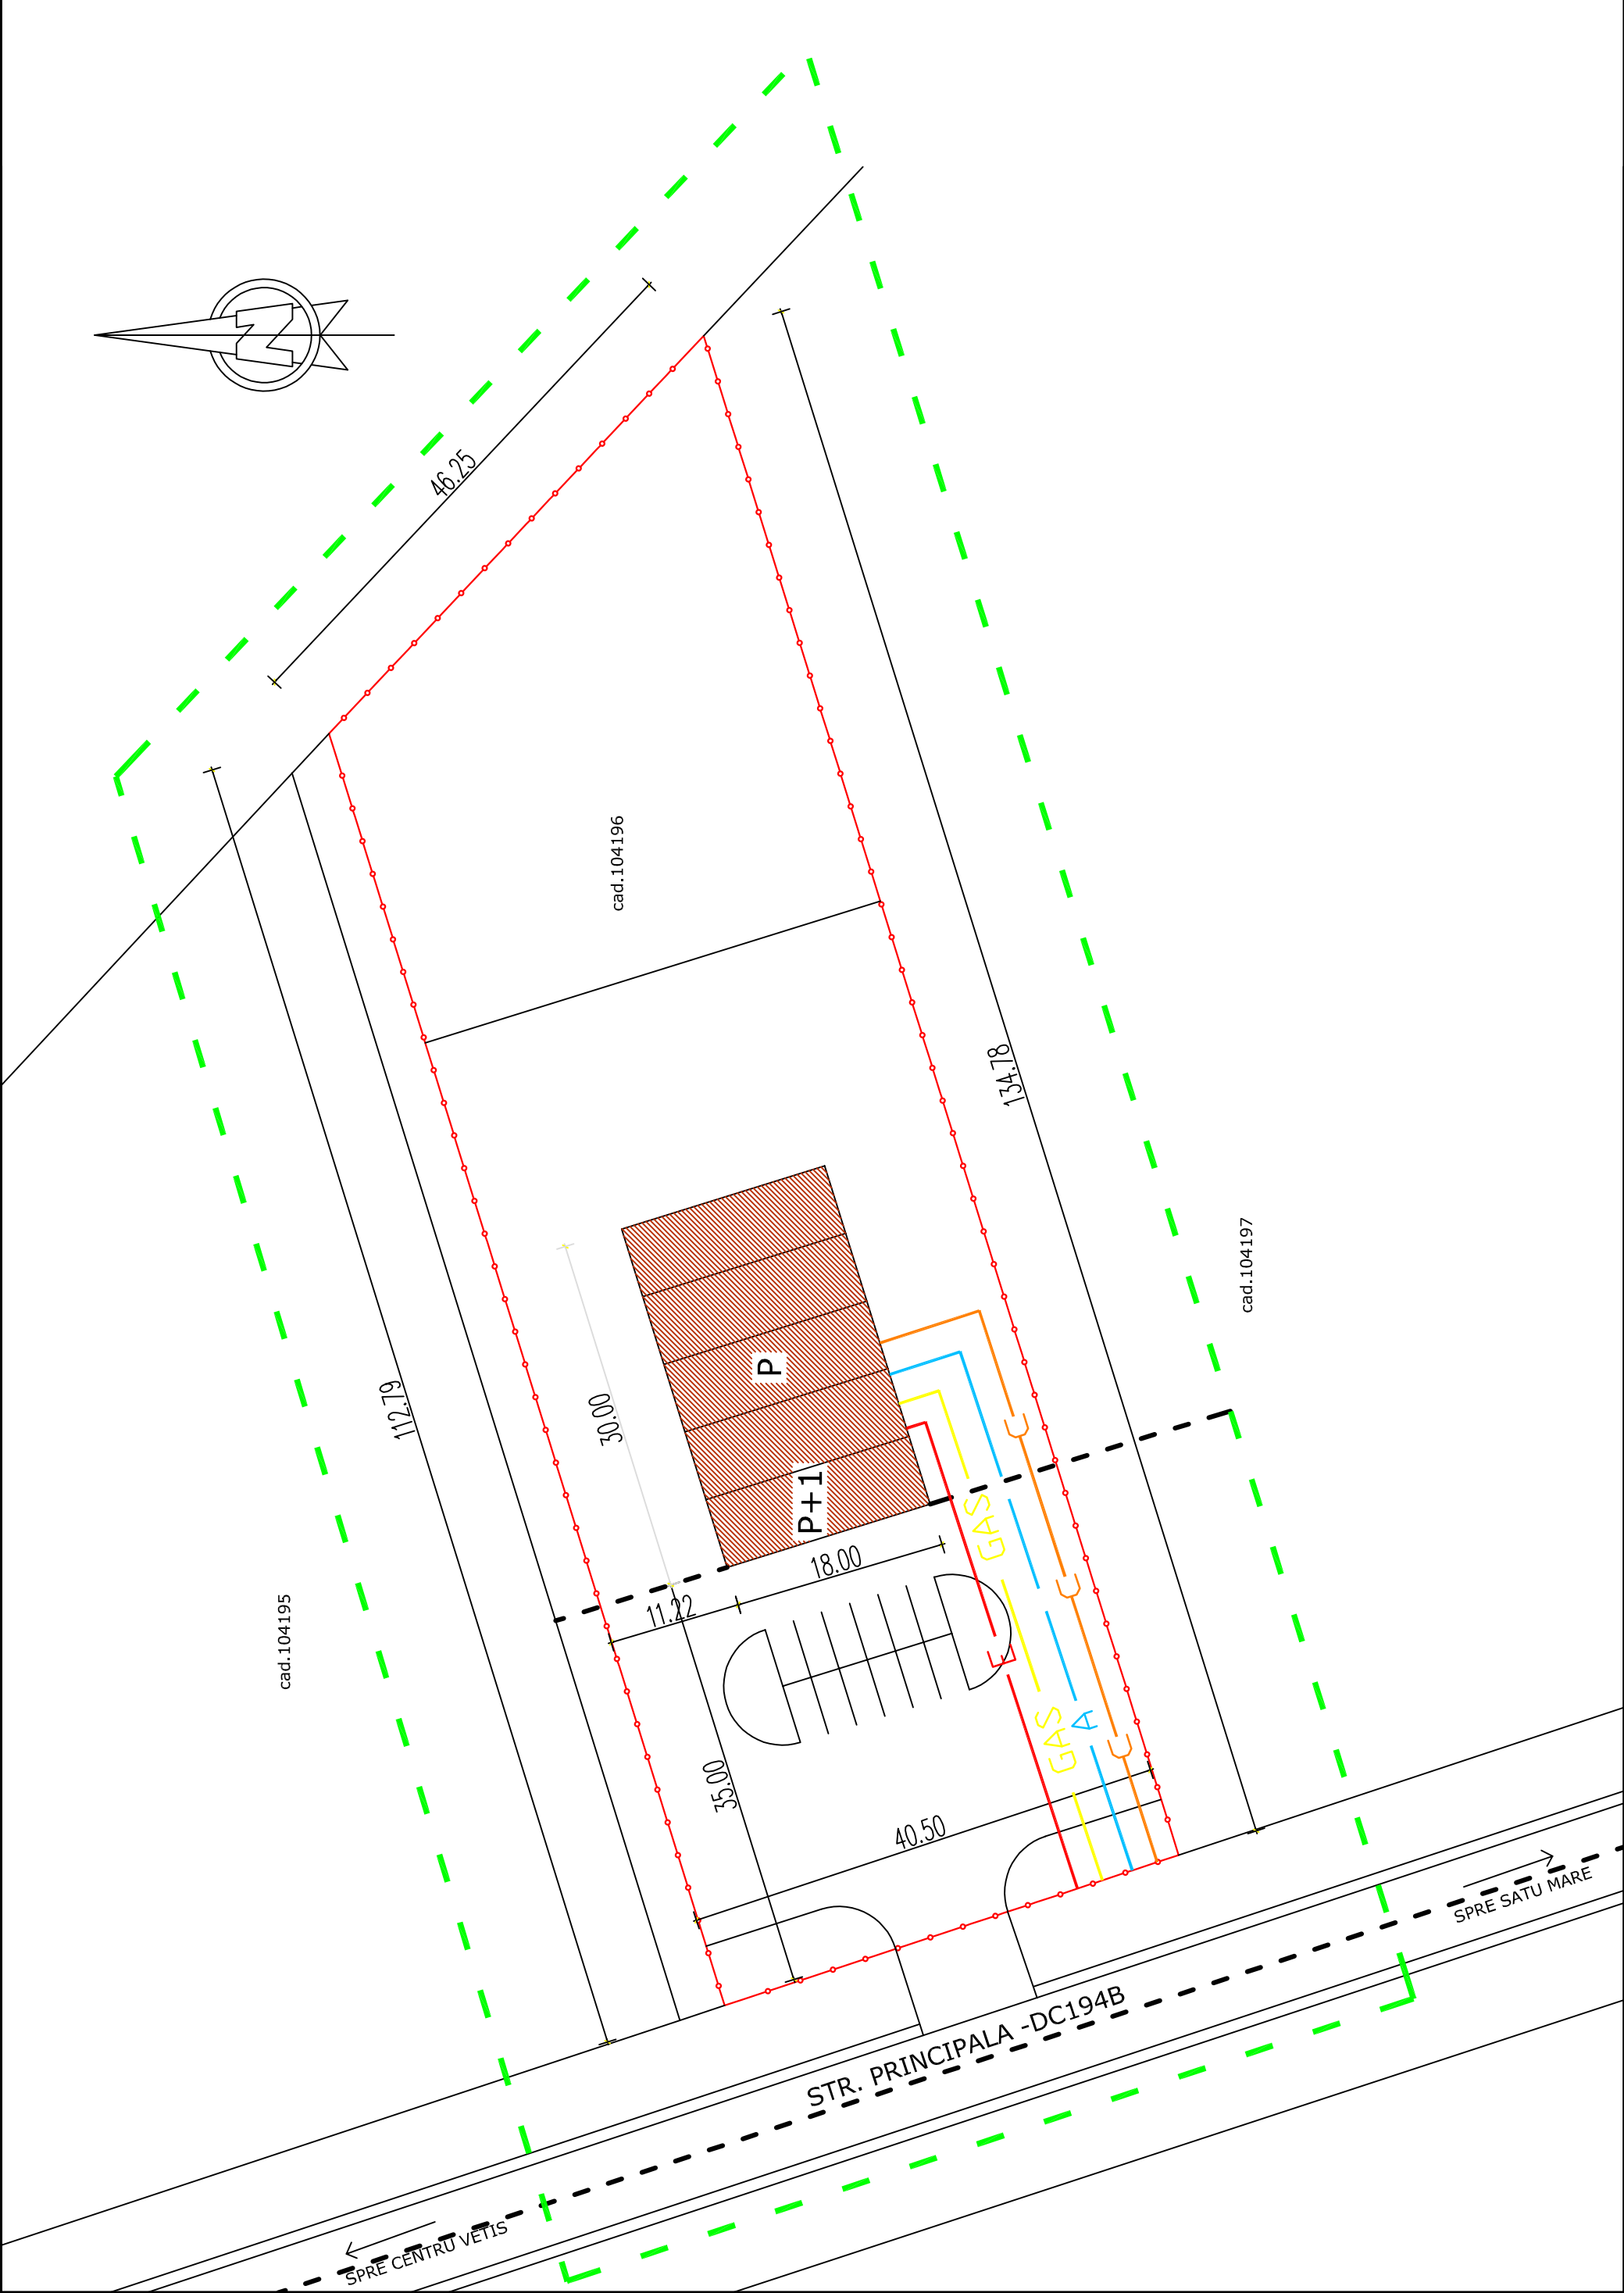 N
46.25
cad.104196
134.78
cad.104197
112.79
30.00
P
P+1
GAS
18.00
11.22
cad.104195
GAS
A
35.00
40.50
SPRE SATU MARE
STR. PRINCIPALA -DC194B
SPRE CENTRU VETIS